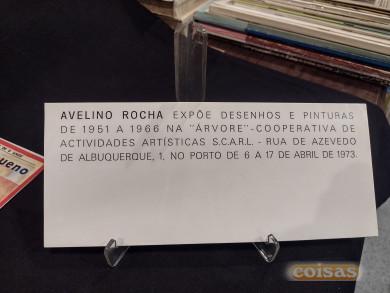 AVELINO ROCHA EXPÕE DESENHOS E PINTURAS
DE 1951 A 1966 NA "ÁRVORE"-COOPERATIVA DE
ACTIVIDADES ARTÍSTICAS S.C.A.R.L. - RUA DE AZEVEDO
DE ALBUQUERQUE, 1, NO PORTO DE 6 A 17 DE ABRIL DE 1973.
ueno
coisas